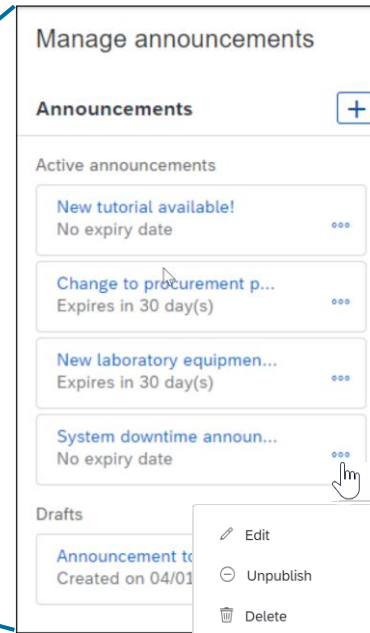 Manage announcements
Announcements
Active announcements
New tutorial available!
No expiry date
Change to procurement p...
Expires in 30 day(s)
New laboratory equipmen...
Expires in 30 day(s)
System downtime announ...
No expiry date
Drafts
Announcement to
Created on 04/01
Edit
Unpublish
Delete